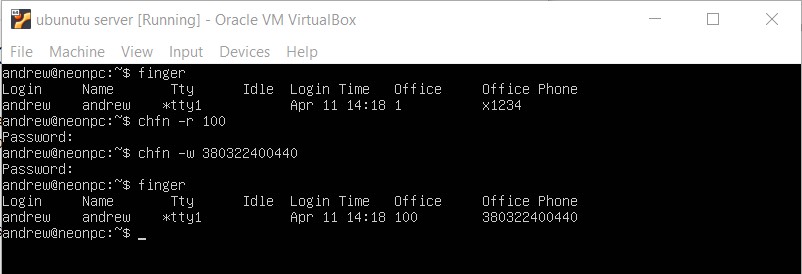 ubunutu server [Running] - Oracle VM VirtualBox
File Machine View Input Devices Help
andrew@neonpc:~$ finger
Login Name Tty Idle Login Time Office Office Phone
andrew andrew *tty1 Apr 11 14:18 1 x1234
andrew@neonpc:~$ chfn -r 100
Password:
andrew@neonpc:~$ chfn -w 380322400440
Password:
andrew@neonpc:~$ finger
Login Name Tty Idle Login Time Office Office Phone
andrew andrew *tty1 Apr 11 14:18 100 380322400440
andrew@neonpc:~$ _